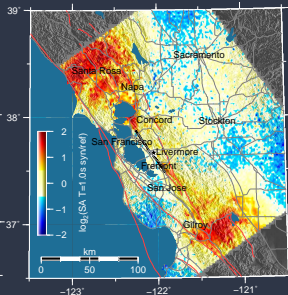 39°
Sacramento
Santa Rosa
Napa
38°
Concord
Stockton
San Francisco
Livermore
Fremont
San Jose
37°
Gilroy
2
1
0
−1
−2
log₂(SA T=1.0s syn/ref)
km
0 50 100
−123° −122° −121°